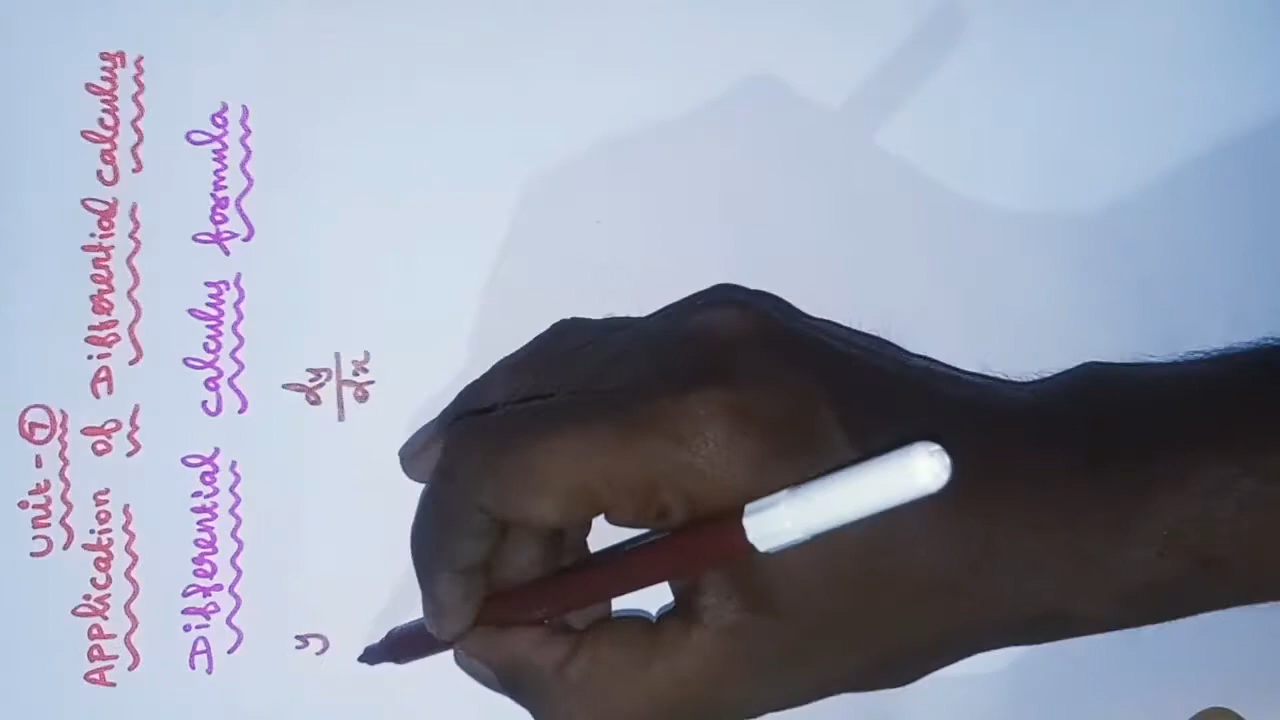 Unit - ⑦
Application of Differential calculus
Differential calculus formula
y dy/dx